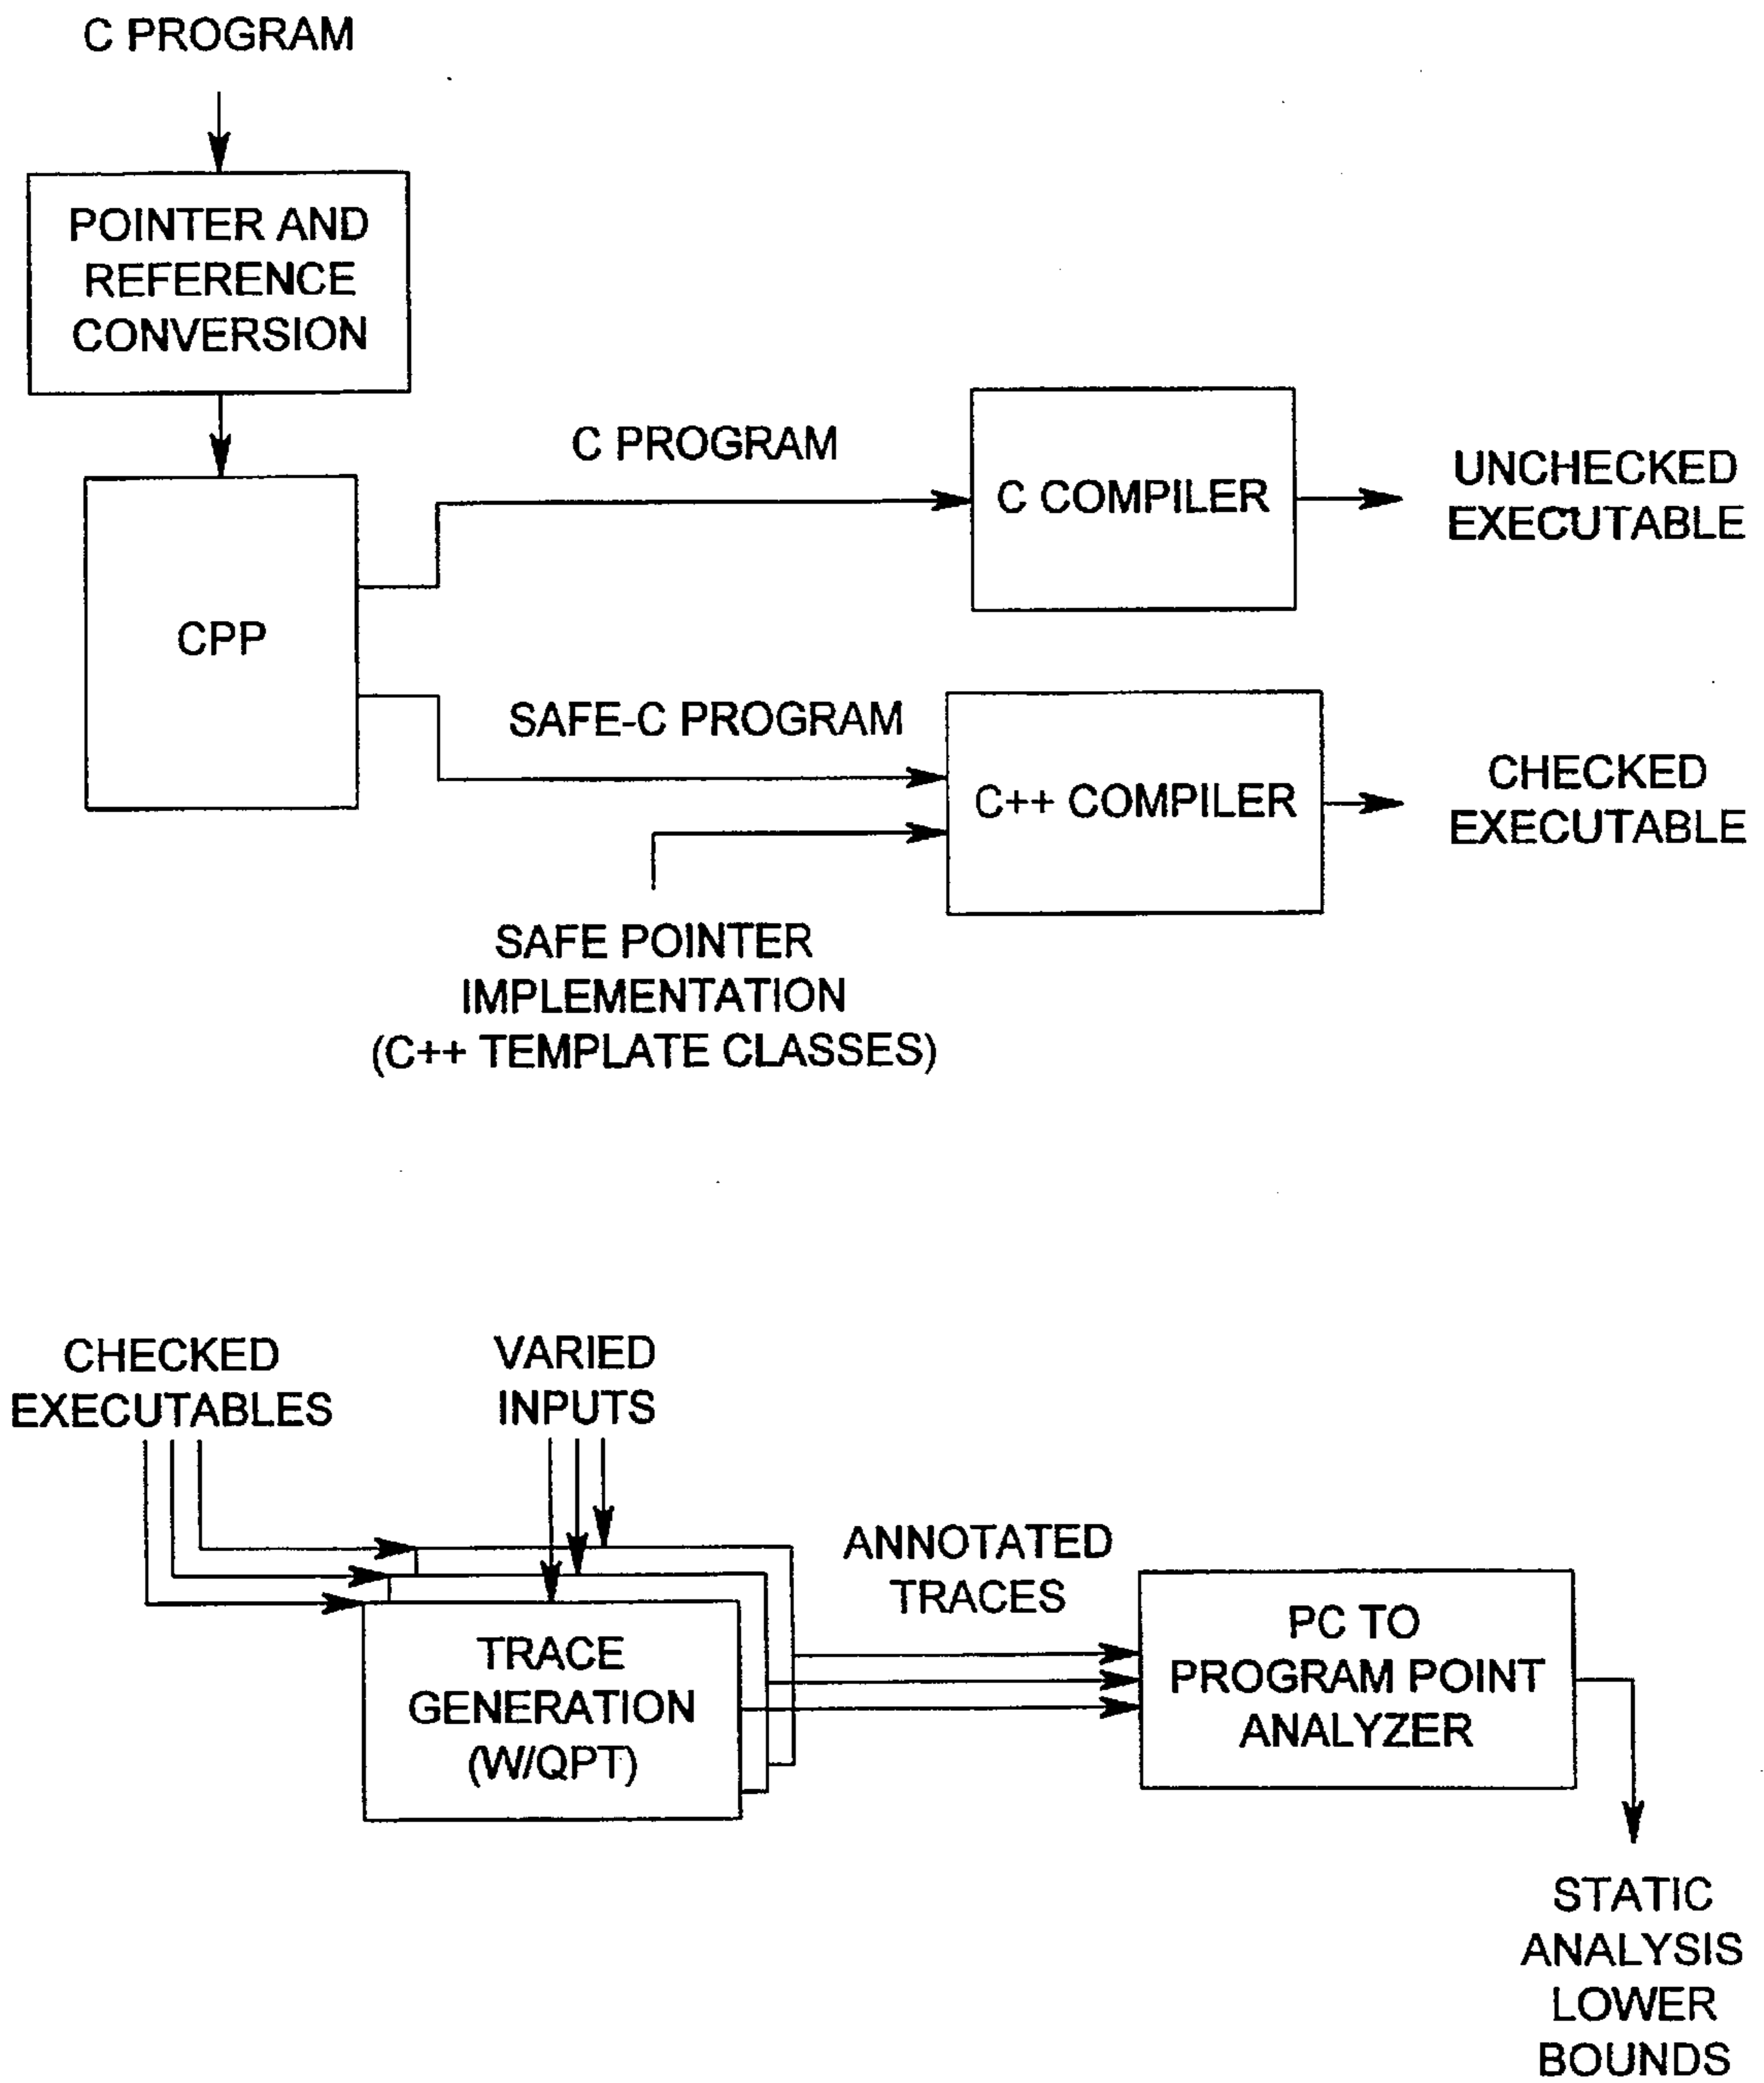 C PROGRAM
POINTER AND
REFERENCE
CONVERSION
CPP
C PROGRAM
C COMPILER
UNCHECKED
EXECUTABLE
SAFE-C PROGRAM
C++ COMPILER
CHECKED
EXECUTABLE
SAFE POINTER
IMPLEMENTATION
(C++ TEMPLATE CLASSES)
CHECKED
EXECUTABLES
VARIED
INPUTS
TRACE
GENERATION
(W/QPT)
ANNOTATED
TRACES
PC TO
PROGRAM POINT
ANALYZER
STATIC
ANALYSIS
LOWER
BOUNDS